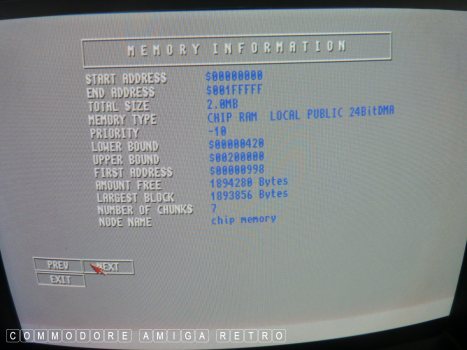 MEMORY INFORMATION
START ADDRESS $00000000
END ADDRESS $001FFFFF
TOTAL SIZE 2.0MB
MEMORY TYPE CHIP RAM LOCAL PUBLIC 24BitDMA
PRIORITY -10
LOWER BOUND $00000420
UPPER BOUND $00200000
FIRST ADDRESS $00000998
AMOUNT FREE 1894280 Bytes
LARGEST BLOCK 1893856 Bytes
NUMBER OF CHUNKS 7
NODE NAME chip memory
PREV NEXT
EXIT
COMMODORE AMIGA RETRO